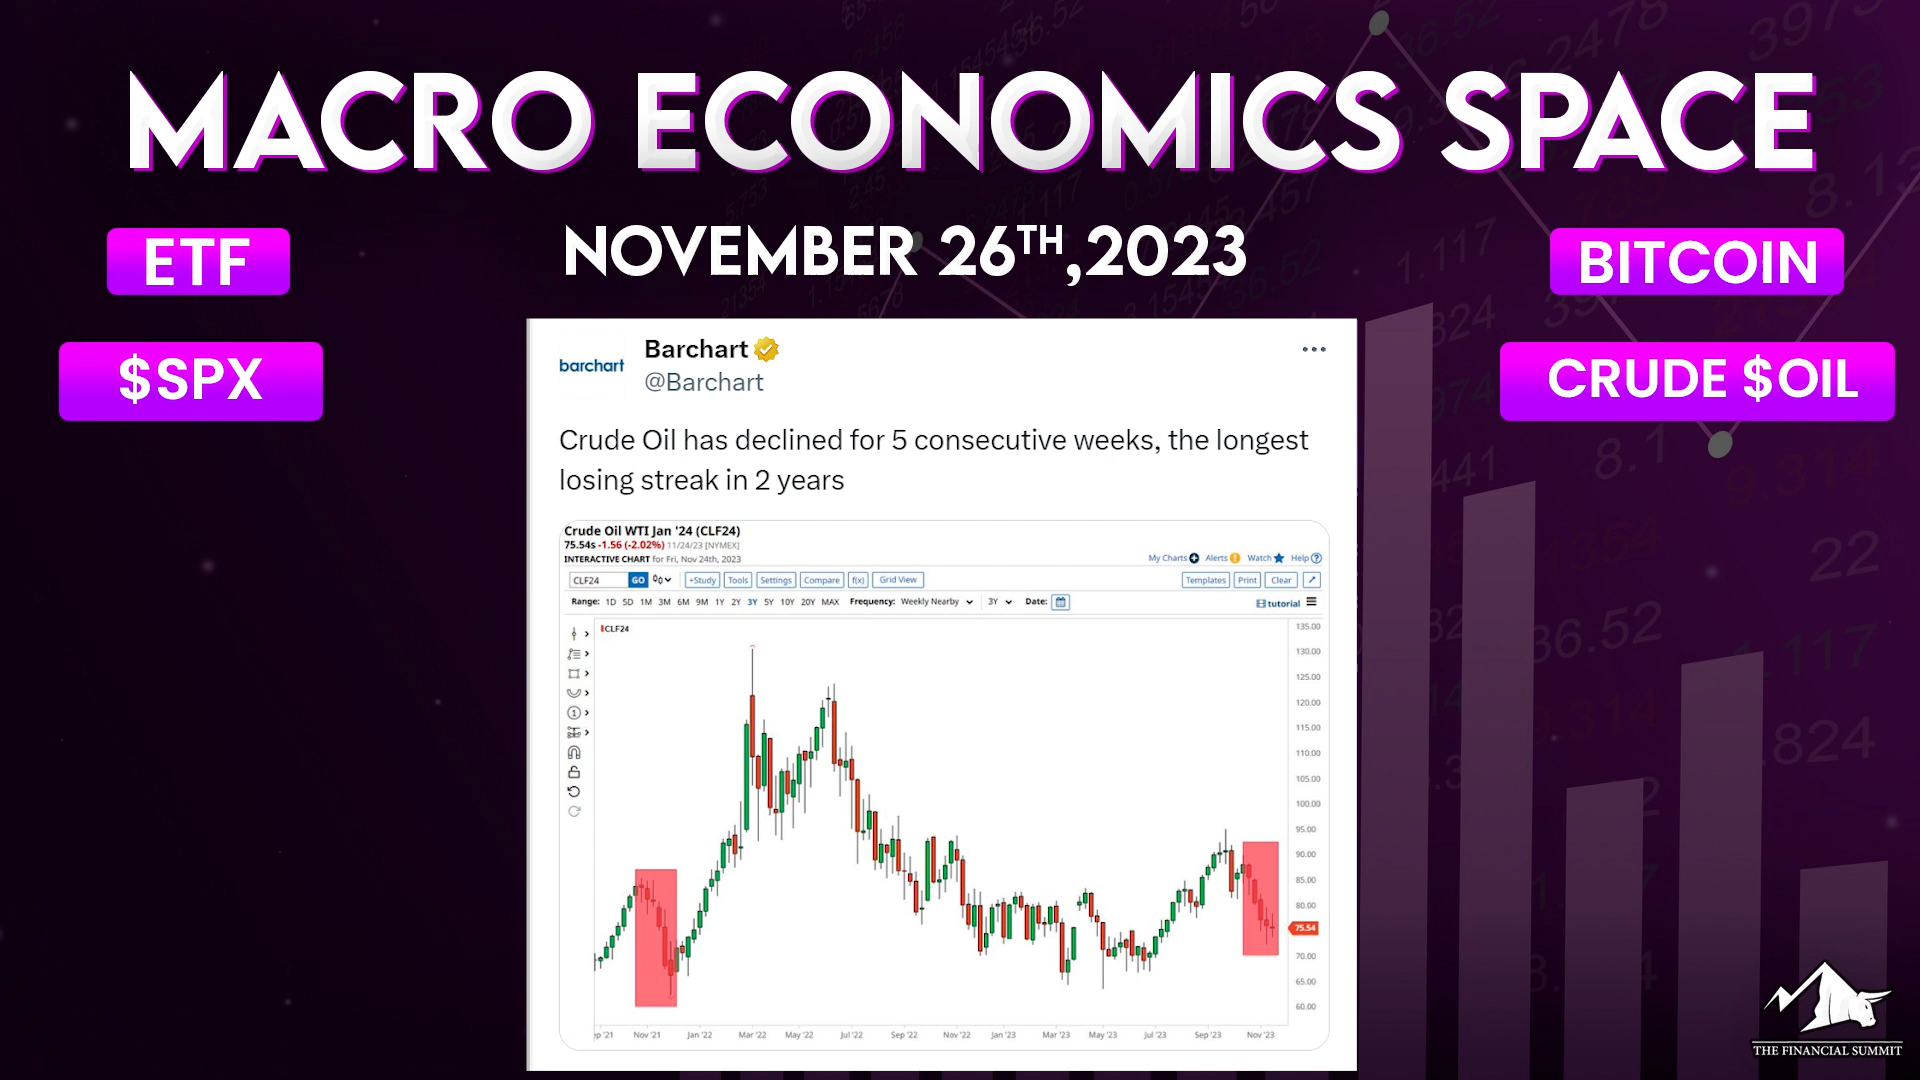 MACRO ECONOMICS SPACE
ETF
NOVEMBER 26TH,2023
BITCOIN
$SPX
CRUDE $OIL
barchart
Barchart
@Barchart
Crude Oil has declined for 5 consecutive weeks, the longest
losing streak in 2 years
Crude Oil WTI Jan '24 (CLF24)
75.54s -1.56 (-2.02%) 11/24/23 [NYMEX]
INTERACTIVE CHART for Fri, Nov 24th, 2023
My Charts Alerts Watch Help
CLF24 GO +Study Tools Settings Compare f(x) Grid View Templates Print Clear
Range: 1D 5D 1M 3M 6M 9M 1Y 2Y 3Y 5Y 10Y 20Y MAX Frequency: Weekly Nearby 3Y Date: tutorial
CLF24
135.00
130.00
125.00
120.00
115.00
110.00
105.00
100.00
95.00
90.00
85.00
80.00
75.54
70.00
65.00
60.00
ep '21 Nov '21 Jan '22 Mar '22 May '22 Jul '22 Sep '22 Nov '22 Jan '23 Mar '23 May '23 Jul '23 Sep '23 Nov '23
THE FINANCIAL SUMMIT